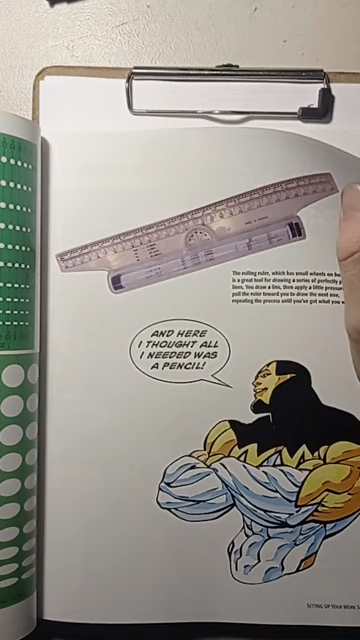 The rolling ruler, which has small wheels on
is a great tool for drawing a series of perfectly
lines. You draw a line, then apply a little
pull the ruler toward you to draw the next one,
repeating the process until you've got what you
AND HERE
I THOUGHT ALL
I NEEDED WAS
A PENCIL!
SETTING UP YOUR WORK